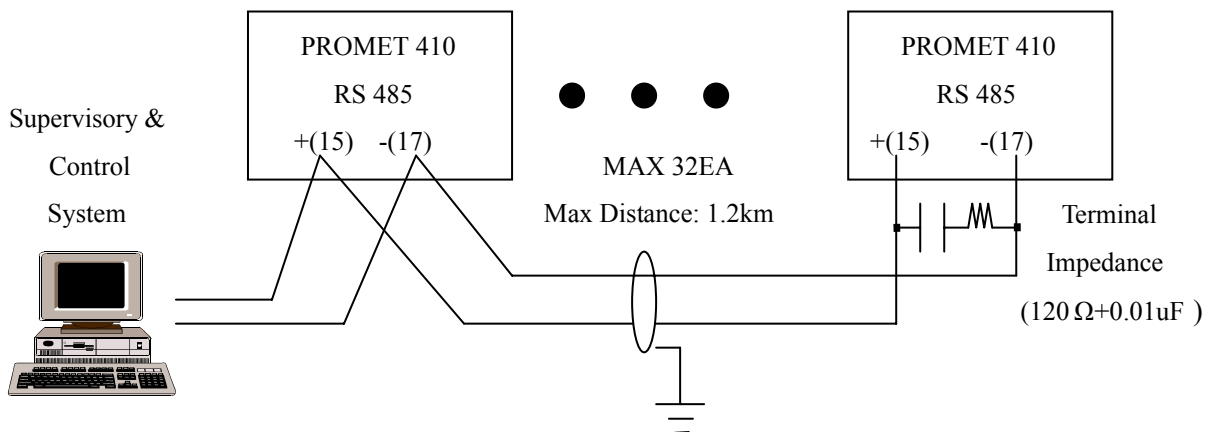 PROMET 410
RS 485
+(15) -(17)
Supervisory &
Control
System
MAX 32EA
Max Distance: 1.2km
PROMET 410
RS 485
+(15) -(17)
Terminal
Impedance
(120Ω+0.01uF )